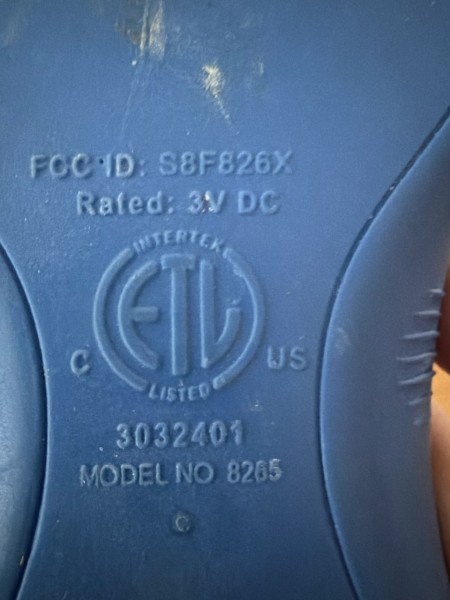 FCC ID: S8F826X
Rated: 3V DC
INTERTEK
ETL
C US
LISTED
3032401
MODEL NO 8265
C